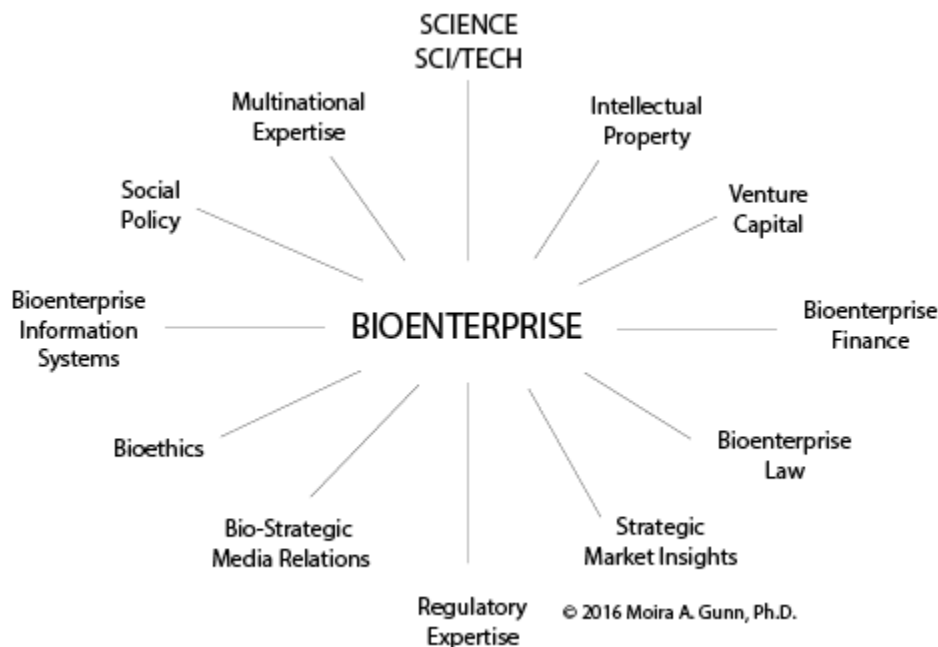 SCIENCE
SCI/TECH
Multinational
Expertise
Intellectual
Property
Social
Policy
Venture
Capital
Bioenterprise
Information
Systems
BIOENTERPRISE
Bioenterprise
Finance
Bioethics
Bioenterprise
Law
Bio-Strategic
Media Relations
Strategic
Market Insights
Regulatory
Expertise
© 2016 Moira A. Gunn, Ph.D.